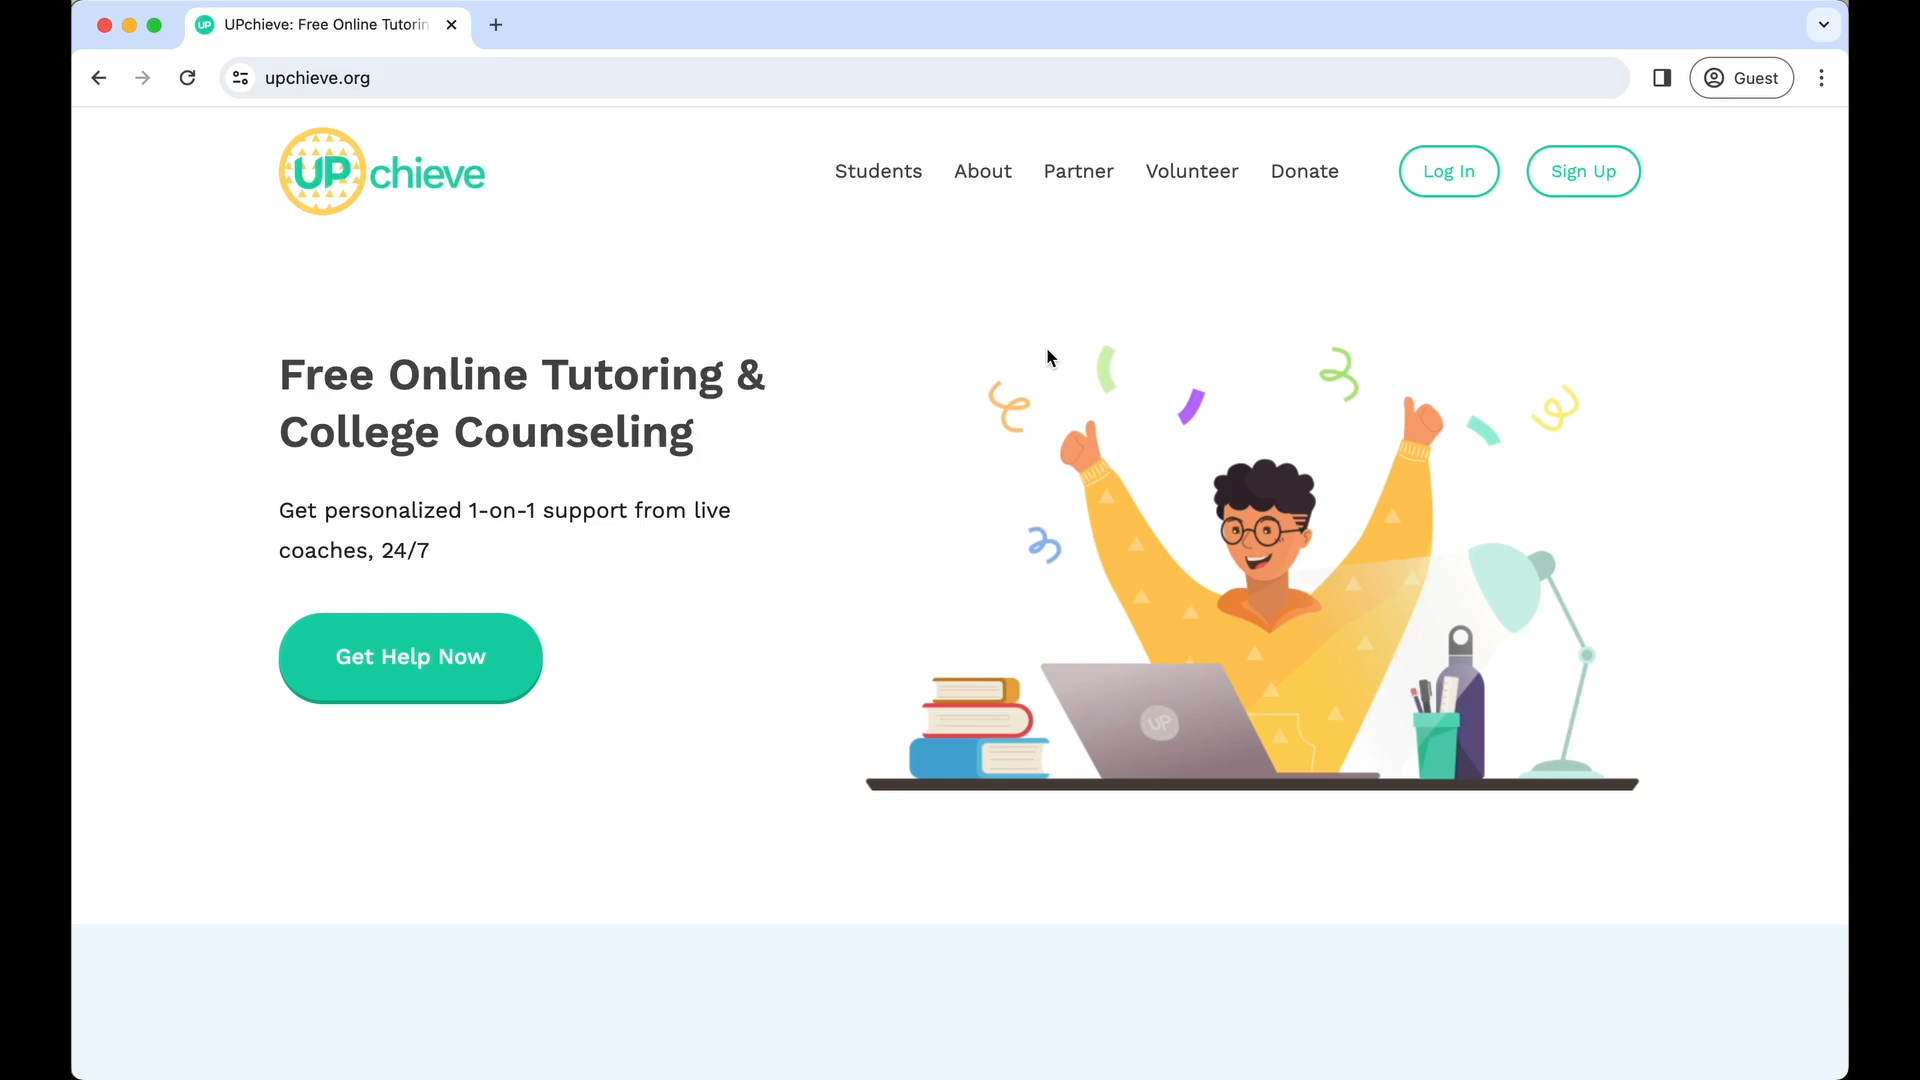 UP UPchieve: Free Online Tutorin
upchieve.org
Guest
UPchieve
Students About Partner Volunteer Donate Log In Sign Up
Free Online Tutoring &
College Counseling
Get personalized 1-on-1 support from live
coaches, 24/7
Get Help Now
UP